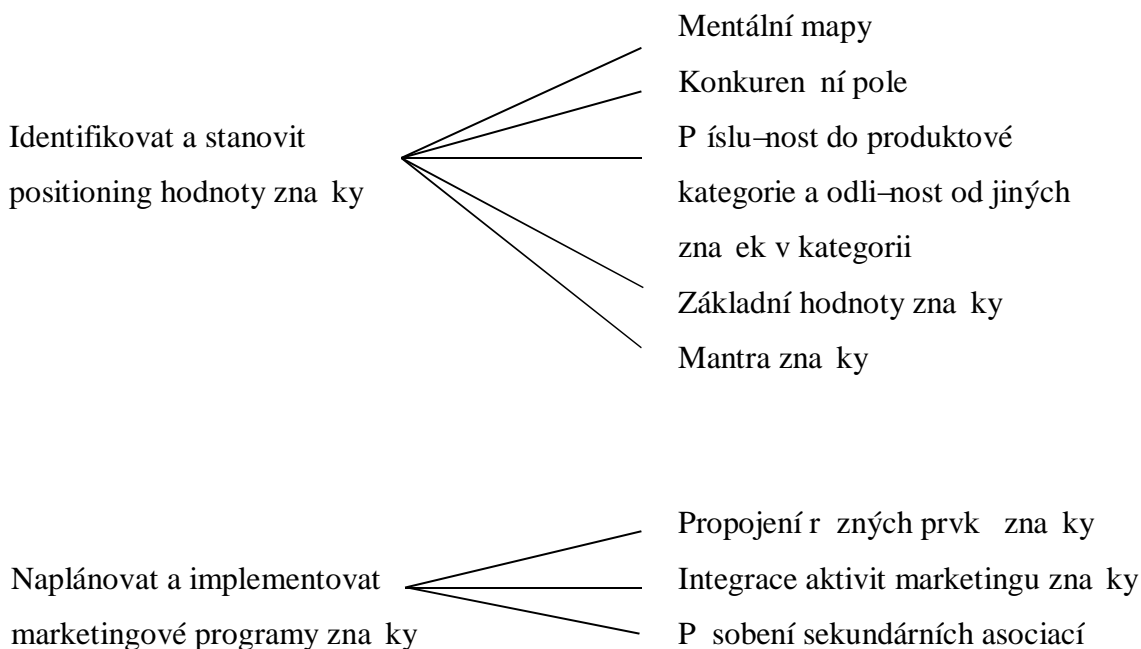 Mentální mapy
Konkuren ní pole
P íslu–nost do produktové
kategorie a odli–nost od jiných
zna ek v kategorii
Základní hodnoty zna ky
Mantra zna ky
Identifikovat a stanovit
positioning hodnoty zna ky
Propojení r zných prvk zna ky
Integrace aktivit marketingu zna ky
P sobení sekundárních asociací
Naplánovat a implementovat
marketingové programy zna ky